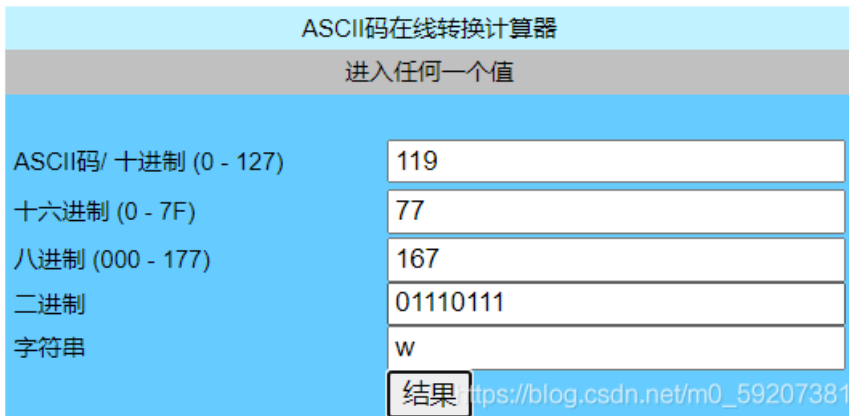 ASCII码在线转换计算器
进入任何一个值
ASCII码/ 十进制 (0 - 127) 119
十六进制 (0 - 7F) 77
八进制 (000 - 177) 167
二进制 01110111
字符串 w
结果 https://blog.csdn.net/m0_59207381